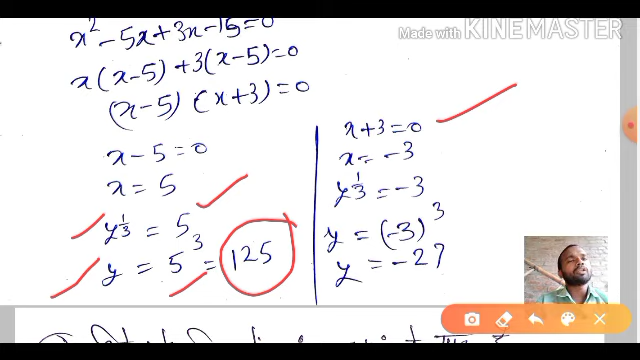 Made with KINEMASTER
x² - 5x + 3x - 15 = 0
x(x-5) + 3(x-5) = 0
(x-5) (x+3) = 0
x - 5 = 0
x = 5
y^1/3 = 5
y = 5³ = 125
x + 3 = 0
x = -3
y^1/3 = -3
y = (-3)³
y = -27